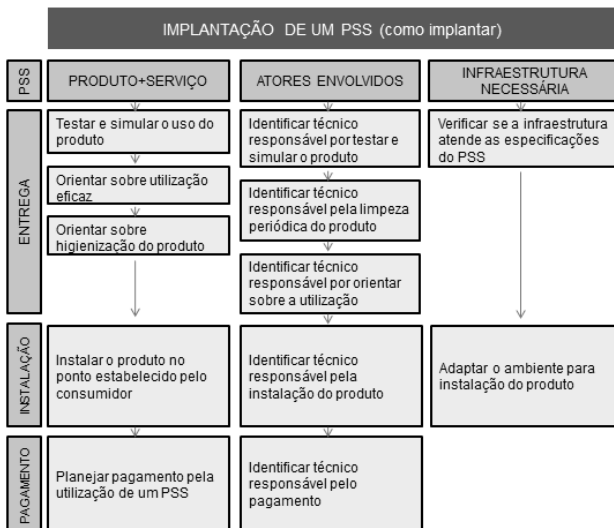 IMPLANTAÇÃO DE UM PSS (como implantar)
PSS
PRODUTO+SERVIÇO
ATORES ENVOLVIDOS
INFRAESTRUTURA
NECESSÁRIA
ENTREGA
Testar e simular o uso do
produto
Orientar sobre utilização
eficaz
Orientar sobre
higienização do produto
Identificar técnico
responsável por testar e
simular o produto
Identificar técnico
responsável pela limpeza
periódica do produto
Identificar técnico
responsável por orientar
sobre a utilização
Verificar se a infraestrutura
atende as especificações
do PSS
INSTALAÇÃO
Instalar o produto no
ponto estabelecido pelo
consumidor
Identificar técnico
responsável pela
instalação do produto
Adaptar o ambiente para
instalação do produto
PAGAMENTO
Planejar pagamento pela
utilização de um PSS
Identificar técnico
responsável pelo
pagamento